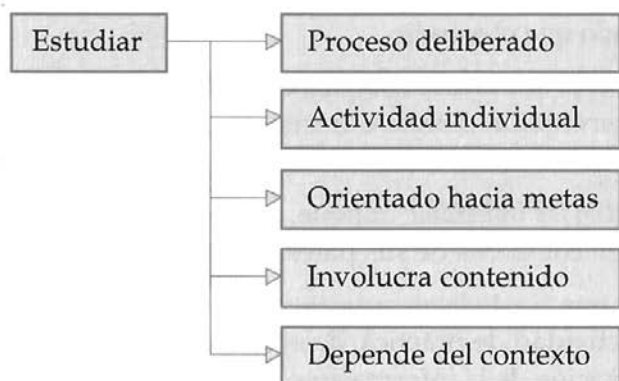 Estudiar
Proceso deliberado
Actividad individual
Orientado hacia metas
Involucra contenido
Depende del contexto